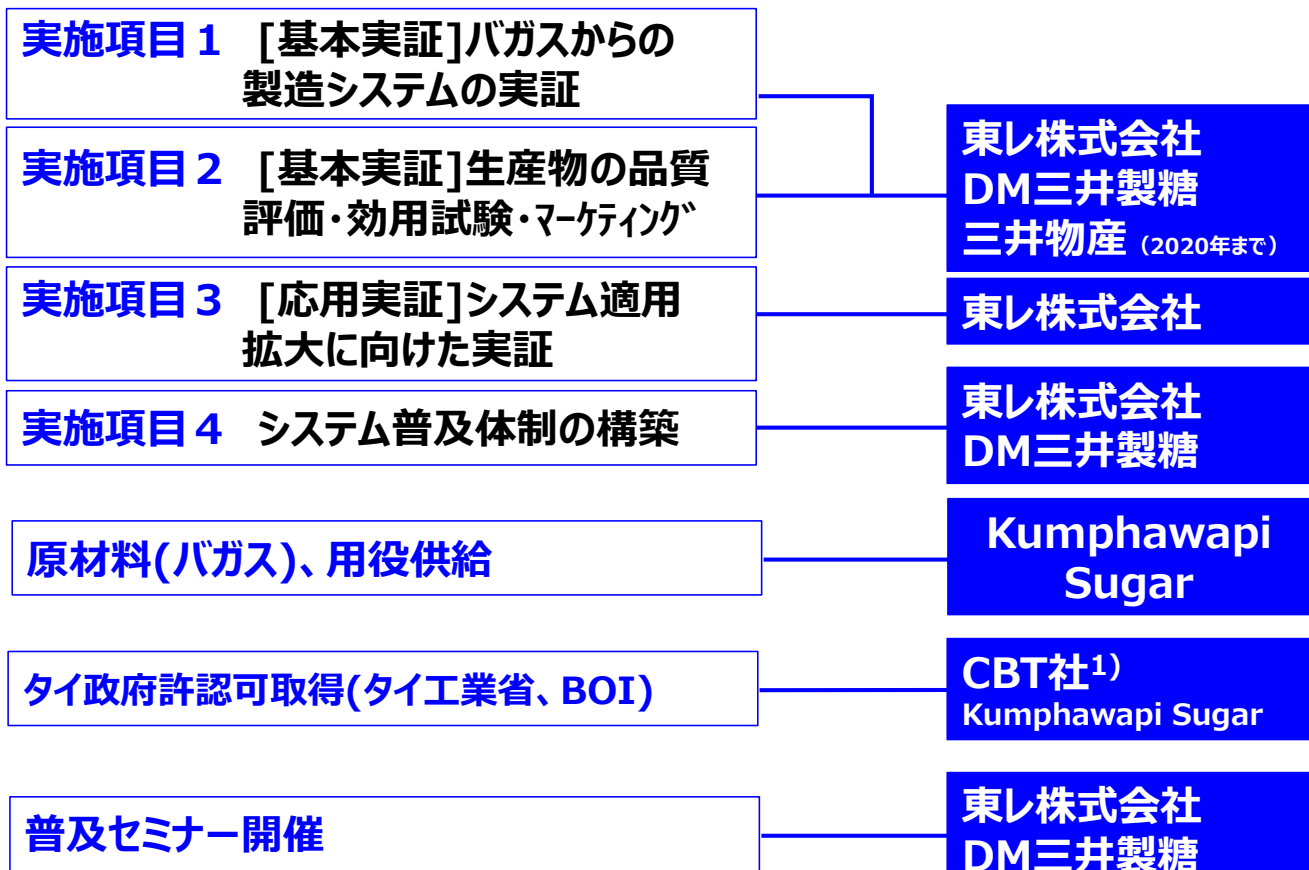 実施項目１ [基本実証]バガスからの
製造システムの実証
実施項目２ [基本実証]生産物の品質
評価・効用試験・ﾏｰｹﾃｨﾝｸﾞ
東レ株式会社
DM三井製糖
三井物産（2020年まで）
実施項目３ [応用実証]システム適用
拡大に向けた実証
東レ株式会社
実施項目４ システム普及体制の構築
東レ株式会社
DM三井製糖
原材料(バガス)、用役供給
Kumphawapi
Sugar
タイ政府許認可取得(タイ工業省、BOI)
CBT社1)
Kumphawapi Sugar
普及セミナー開催
東レ株式会社
DM三井製糖